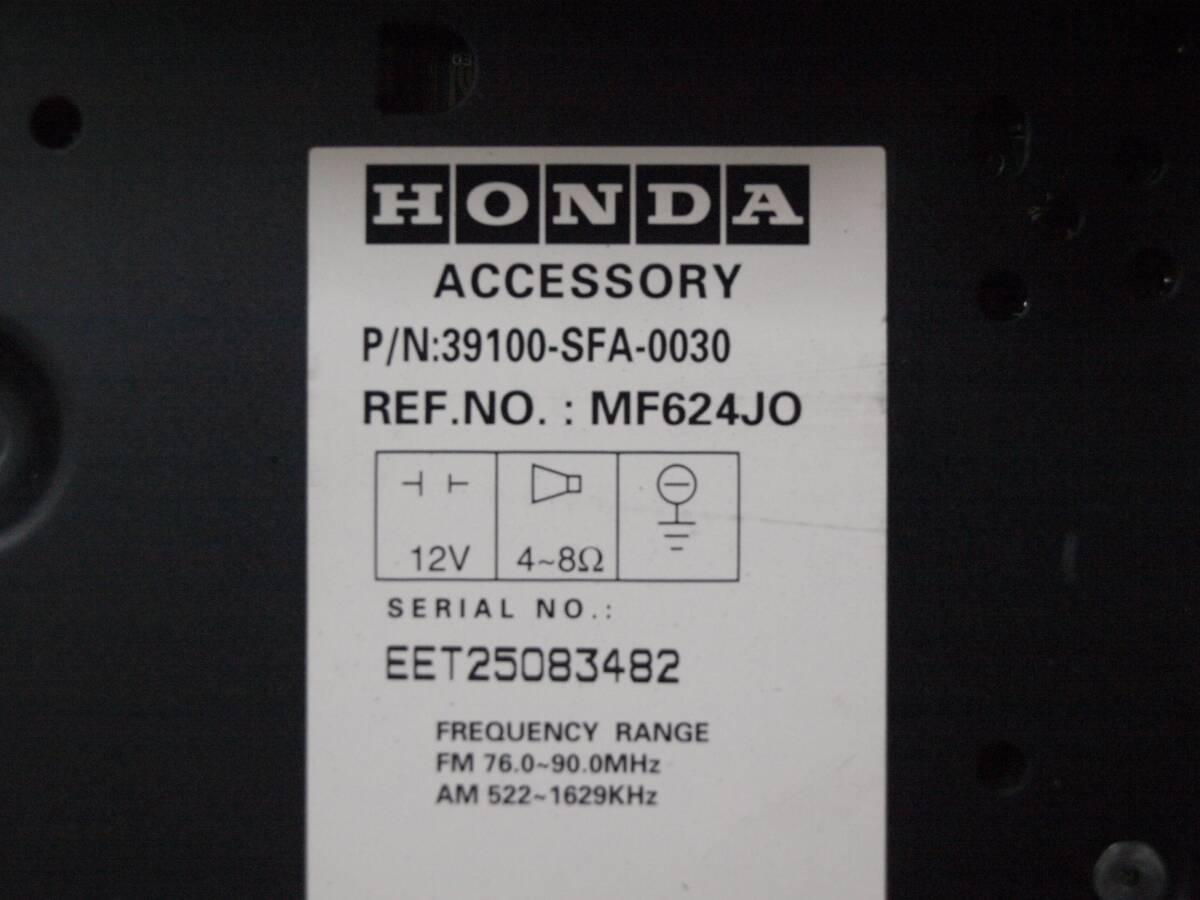 HONDA
ACCESSORY
P/N:39100-SFA-0030
REF.NO. : MF624JO
12V 4~8Ω
SERIAL NO.:
EET25083482
FREQUENCY RANGE
FM 76.0~90.0MHz
AM 522~1629KHz